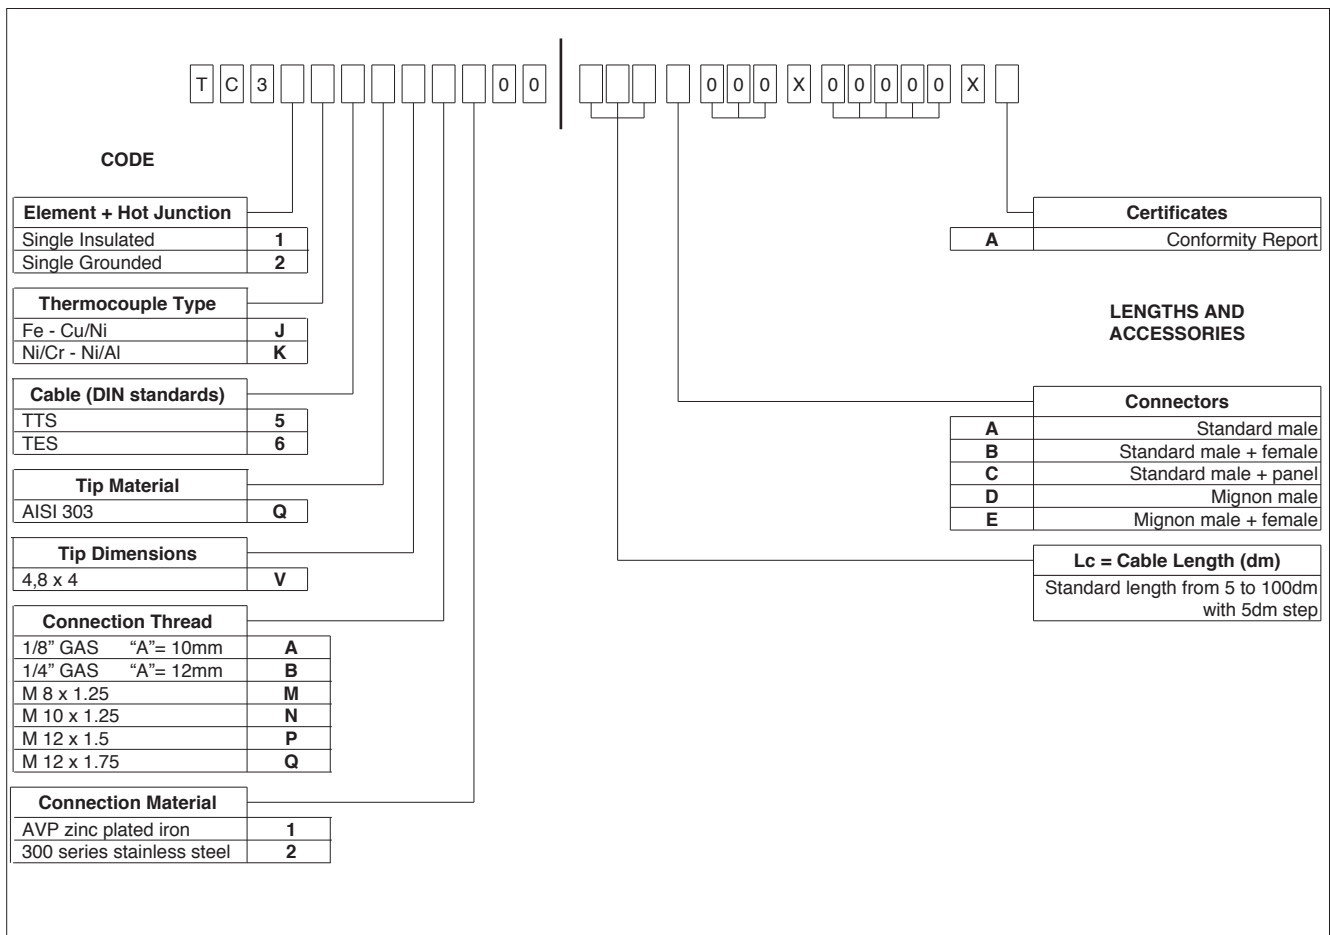 T C 3 0 0 0 0 0 X 0 0 0 0 0 X
CODE
Element + Hot Junction
Single Insulated 1
Single Grounded 2
Thermocouple Type
Fe - Cu/Ni J
Ni/Cr - Ni/Al K
Cable (DIN standards)
TTS 5
TES 6
Tip Material
AISI 303 Q
Tip Dimensions
4,8 x 4 V
Connection Thread
1/8” GAS “A”= 10mm A
1/4” GAS “A”= 12mm B
M 8 x 1.25 M
M 10 x 1.25 N
M 12 x 1.5 P
M 12 x 1.75 Q
Connection Material
AVP zinc plated iron 1
300 series stainless steel 2
Certificates
A Conformity Report
LENGTHS AND
ACCESSORIES
Connectors
A Standard male
B Standard male + female
C Standard male + panel
D Mignon male
E Mignon male + female
Lc = Cable Length (dm)
Standard length from 5 to 100dm
with 5dm step